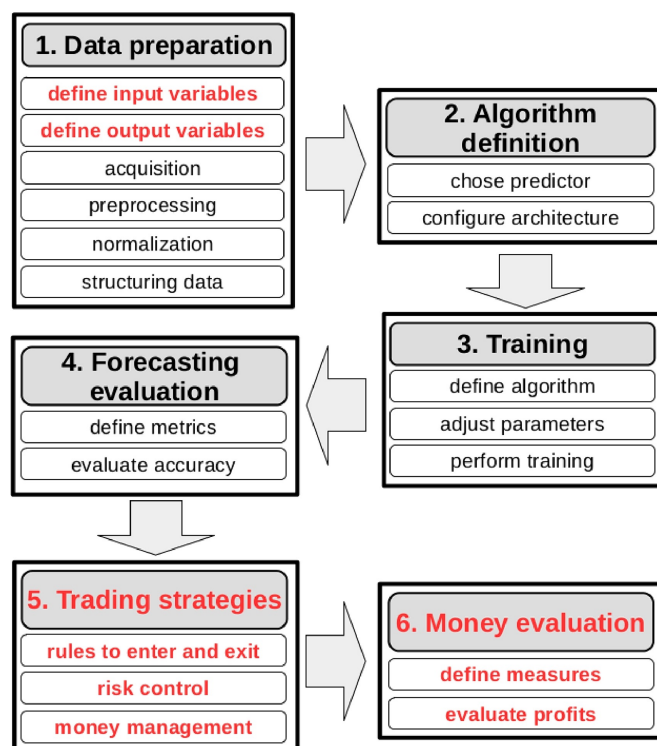 1. Data preparation
define input variables
define output variables
acquisition
preprocessing
normalization
structuring data
2. Algorithm
definition
chose predictor
configure architecture
3. Training
define algorithm
adjust parameters
perform training
4. Forecasting
evaluation
define metrics
evaluate accuracy
5. Trading strategies
rules to enter and exit
risk control
money management
6. Money evaluation
define measures
evaluate profits